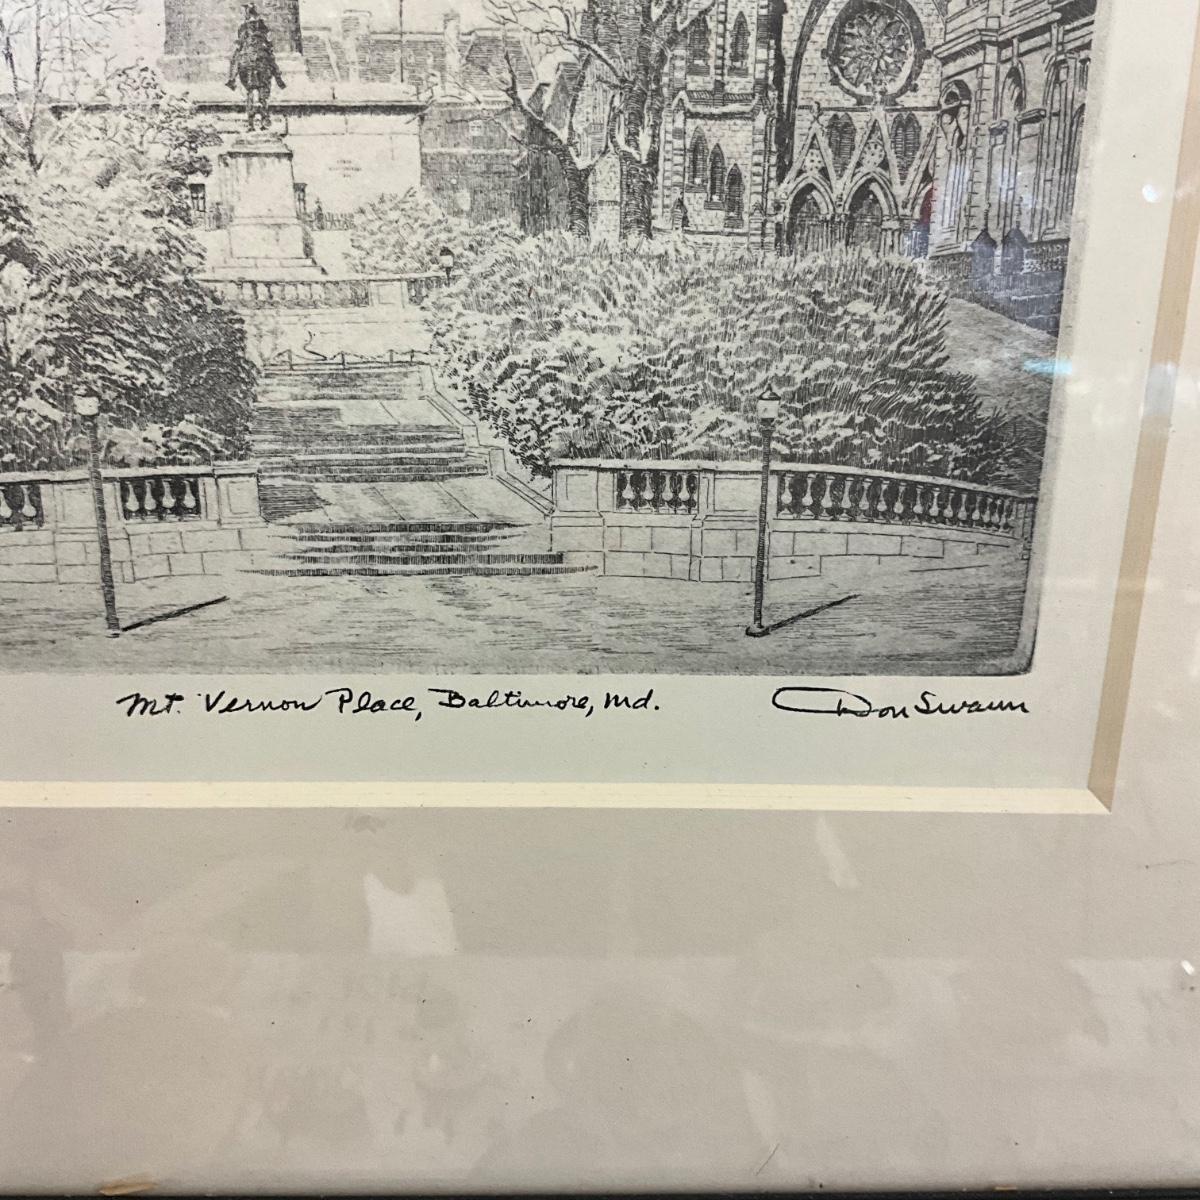 Mt. Vernon Place, Baltimore, Md. Don Swann